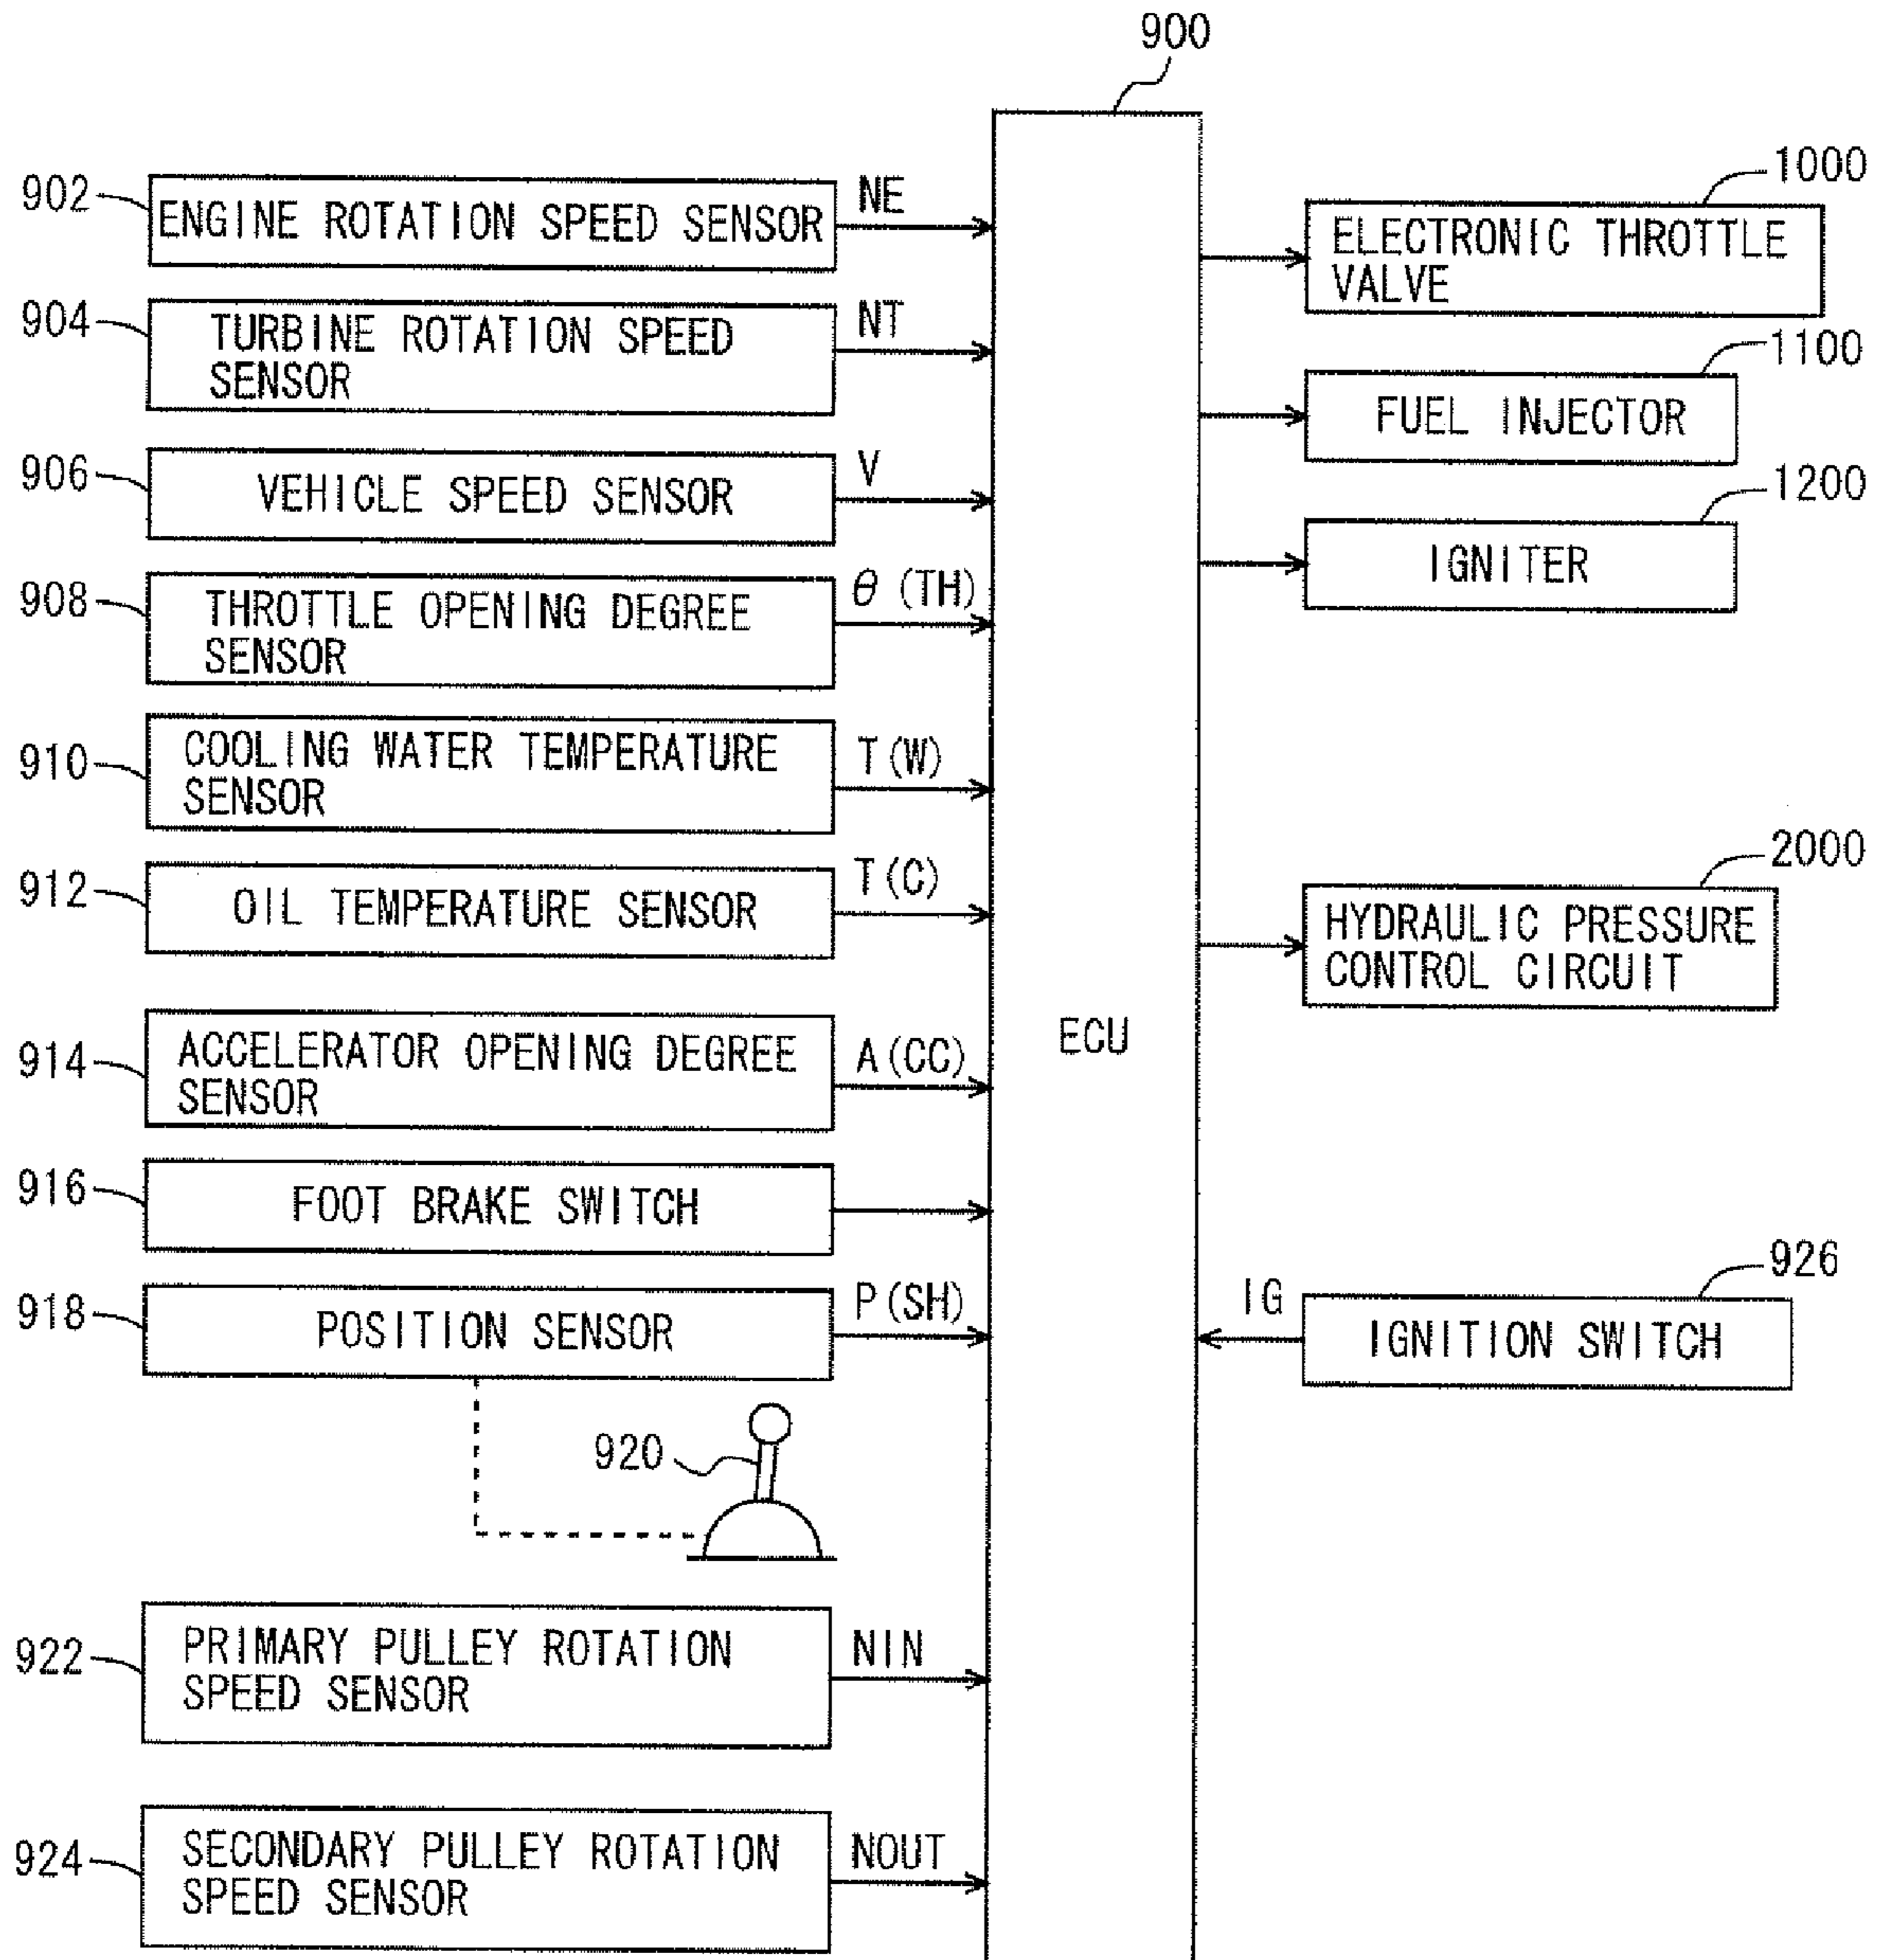 900
902
ENGINE ROTATION SPEED SENSOR
NE
904
TURBINE ROTATION SPEED
SENSOR
NT
906
VEHICLE SPEED SENSOR
V
908
THROTTLE OPENING DEGREE
SENSOR
θ (TH)
910
COOLING WATER TEMPERATURE
SENSOR
T (W)
912
OIL TEMPERATURE SENSOR
T (C)
914
ACCELERATOR OPENING DEGREE
SENSOR
A (CC)
916
FOOT BRAKE SWITCH
918
POSITION SENSOR
P (SH)
920
922
PRIMARY PULLEY ROTATION
SPEED SENSOR
NIN
924
SECONDARY PULLEY ROTATION
SPEED SENSOR
NOUT
ECU
1000
ELECTRONIC THROTTLE
VALVE
1100
FUEL INJECTOR
1200
IGNITER
2000
HYDRAULIC PRESSURE
CONTROL CIRCUIT
926
IG
IGNITION SWITCH